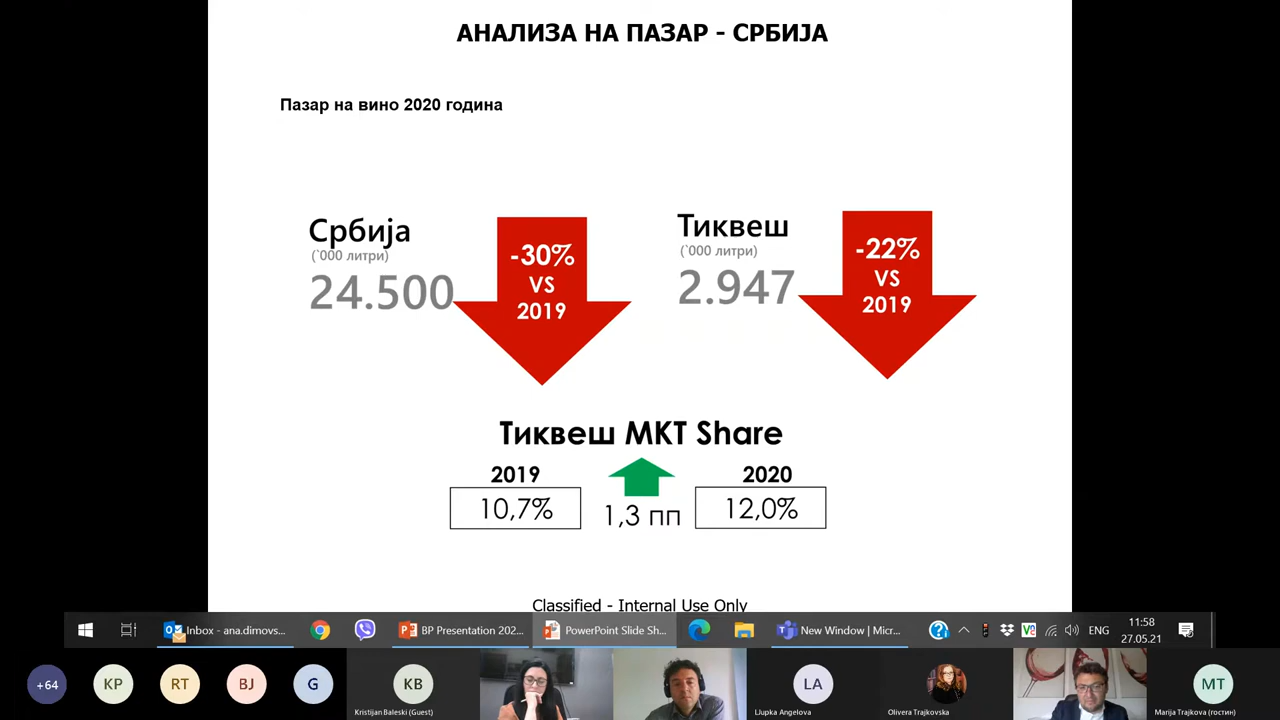 АНАЛИЗА НА ПАЗАР - СРБИЈА
Пазар на вино 2020 година
Србија
(`000 литри)
24.500
-30%
VS
2019
Тиквеш
(`000 литри)
2.947
-22%
VS
2019
Тиквеш MKT Share
2019
10,7%
1,3 пп
2020
12,0%
Classified - Internal Use Only
Inbox - ana.dimovs...
BP Presentation 202...
PowerPoint Slide Sh...
New Window | Micr...
ENG
11:58
27.05.21
+64
KP
RT
BJ
G
KB
Kristijan Baleski (Guest)
LA
LJupka Angelova
Olivera Trajkovska
MT
Marija Trajkova (гостин)